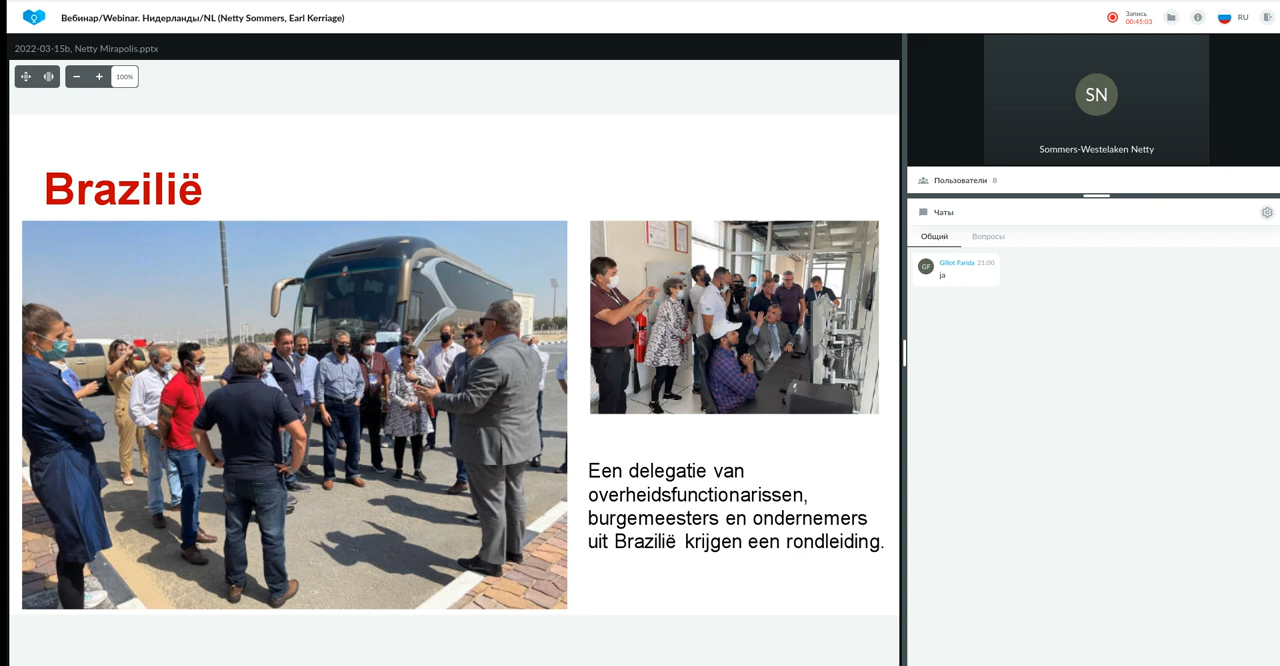 Вебинар/Webinar. Нидерланды/NL (Netty Sommers, Earl Kerriage)
Запись
00:45:03
RU
2022-03-15b, Netty Mirapolis.pptx
100%
Brazilië
Een delegatie van
overheidsfunctionarissen,
burgemeesters en ondernemers
uit Brazilië krijgen een rondleiding.
SN
Sommers-Westelaken Netty
Пользователи 8
Чаты
Общий Вопросы
GF
Gillot Farida 21:00
ja